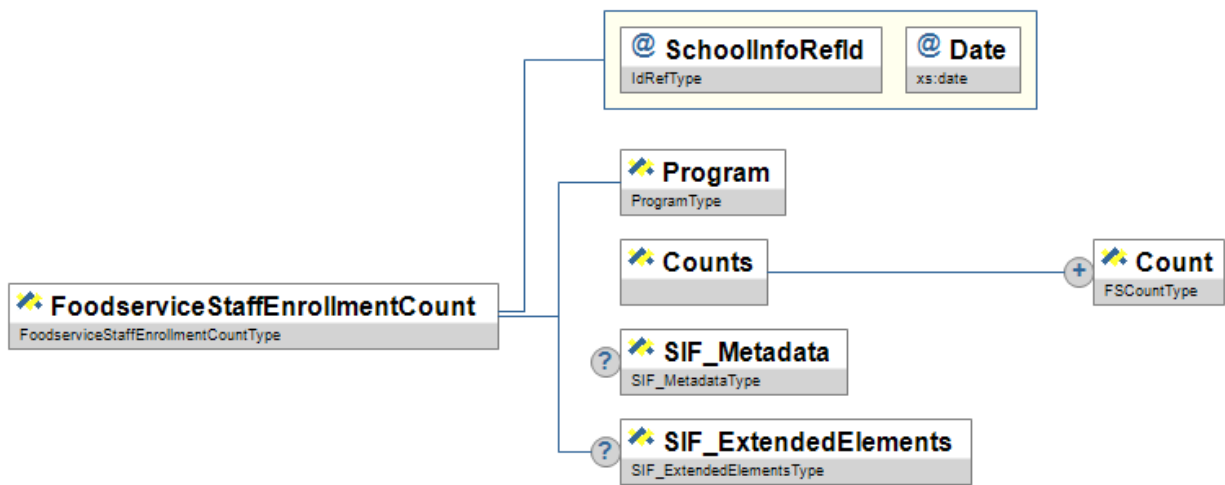 @ SchoolInfoRefId
IdRefType
@ Date
xs:date
Program
ProgramType
Counts
+ Count
FSCountType
FoodserviceStaffEnrollmentCount
FoodserviceStaffEnrollmentCountType
? SIF_Metadata
SIF_MetadataType
? SIF_ExtendedElements
SIF_ExtendedElementsType